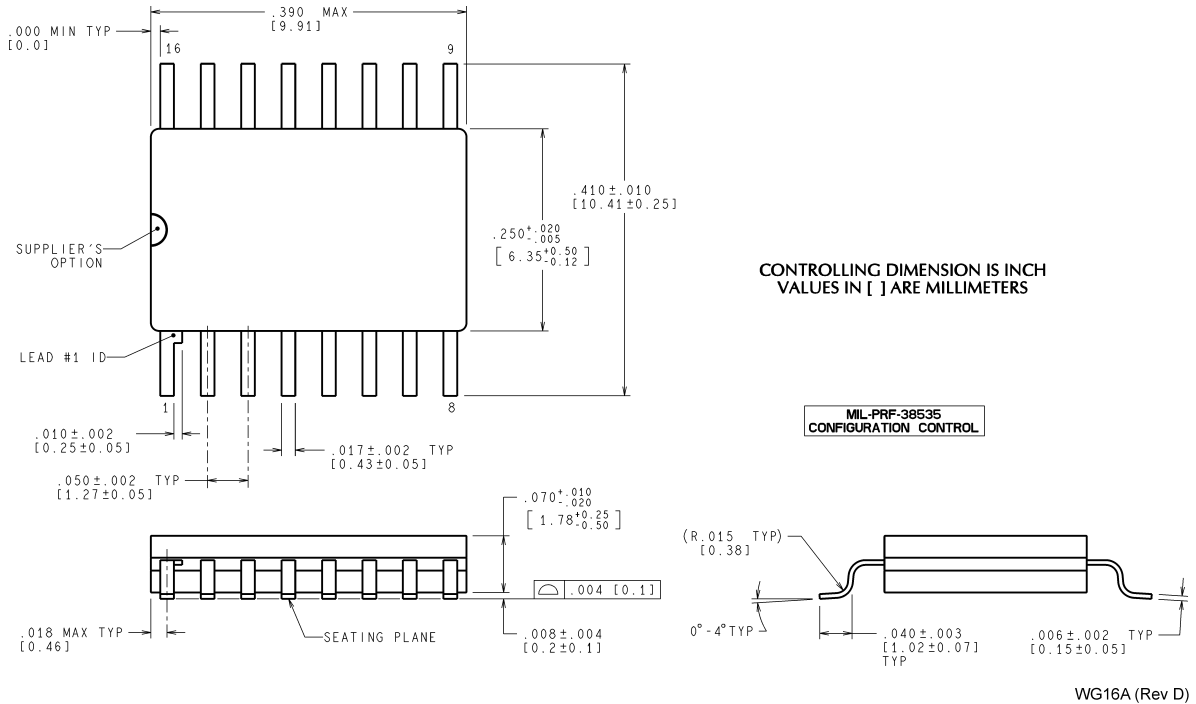 .390 MAX
[9.91]
.000 MIN TYP
[0.0]
16
9
.410±.010
[10.41±0.25]
.250+.020
-.005
[ 6.35+0.50
-0.12 ]
SUPPLIER'S
OPTION
CONTROLLING DIMENSION IS INCH
VALUES IN [ ] ARE MILLIMETERS
LEAD #1 ID
1
8
MIL-PRF-38535
CONFIGURATION CONTROL
.010±.002
[0.25±0.05]
.017±.002 TYP
[0.43±0.05]
.050±.002 TYP
[1.27±0.05]
.070+.010
-.020
[ 1.78+0.25
-0.50 ]
(R.015 TYP)
[0.38]
.004 [0.1]
.018 MAX TYP
[0.46]
SEATING PLANE
.008±.004
[0.2±0.1]
0°-4°TYP
.040±.003
[1.02±0.07]
TYP
.006±.002 TYP
[0.15±0.05]
WG16A (Rev D)